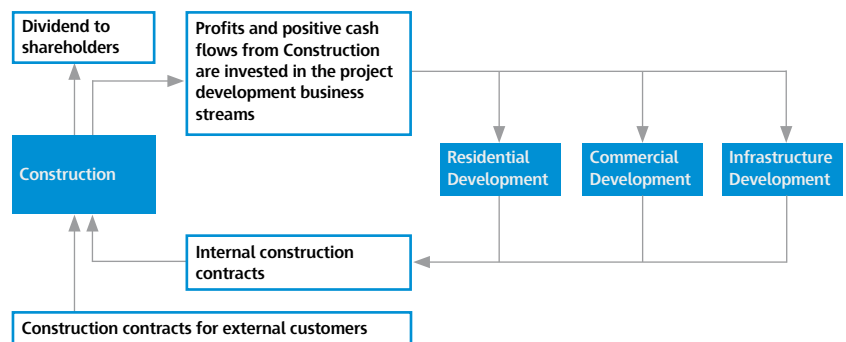 Dividend to
shareholders
Profits and positive cash
flows from Construction
are invested in the project
development business
streams
Construction
Residential
Development
Commercial
Development
Infrastructure
Development
Internal construction
contracts
Construction contracts for external customers